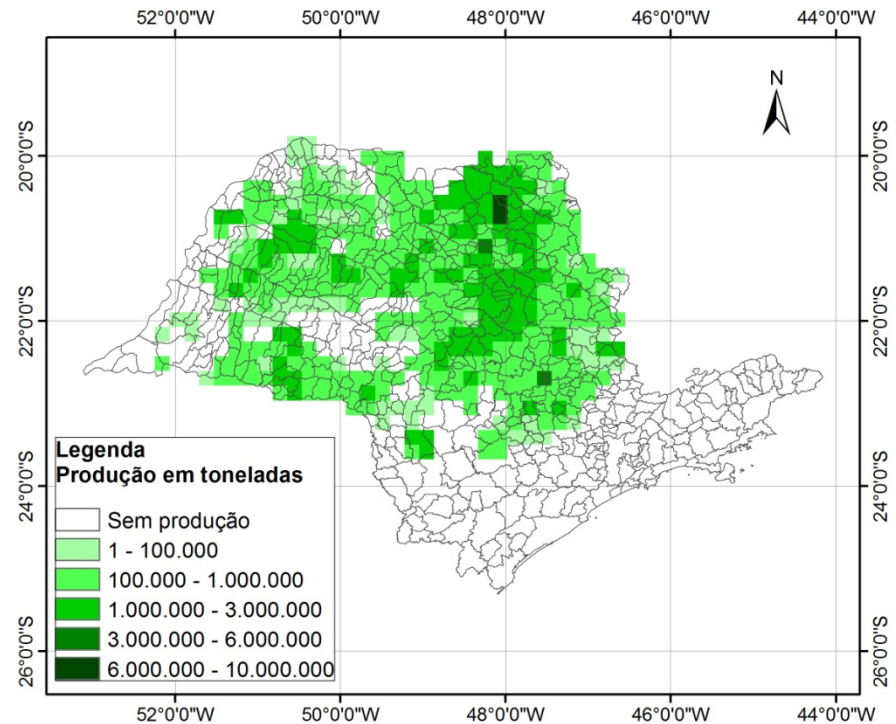 52°0'0"W 50°0'0"W 48°0'0"W 46°0'0"W 44°0'0"W
N
20°0'0"S 20°0'0"S
22°0'0"S 22°0'0"S
24°0'0"S 24°0'0"S
26°0'0"S 26°0'0"S
Legenda
Produção em toneladas
Sem produção
1 - 100.000
100.000 - 1.000.000
1.000.000 - 3.000.000
3.000.000 - 6.000.000
6.000.000 - 10.000.000
52°0'0"W 50°0'0"W 48°0'0"W 46°0'0"W 44°0'0"W